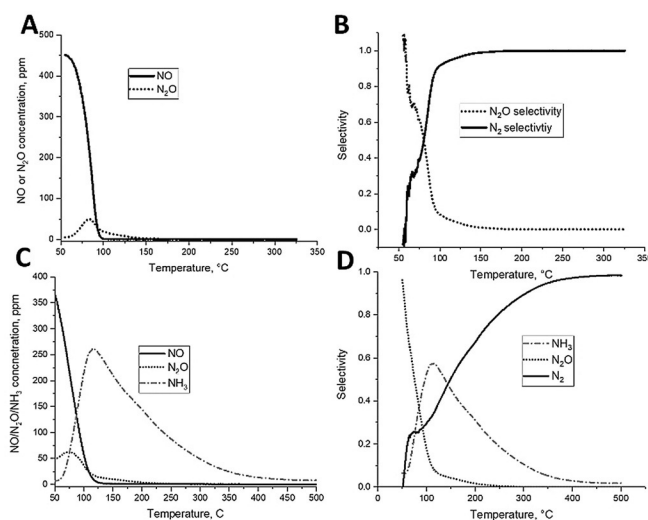 A
NO or N₂O concentration, ppm
450
400
350
300
250
200
150
100
50
0
NO
N₂O
50 100 150 200 250 300 350
Temperature, °C
B
Selectivity
1.0
0.8
0.6
0.4
0.2
0.0
N₂O selectivity
N₂ selectivtiy
50 100 150 200 250 300 350
Temperature, °C
C
NO/N₂O/NH₃ concnetration, ppm
400
350
300
250
200
150
100
50
0
NO
N₂O
NH₃
50 100 150 200 250 300 350 400 450 500
Temperature, C
D
Selectivity
1.0
0.8
0.6
0.4
0.2
0.0
NH₃
N₂O
N₂
0 100 200 300 400 500
Temperature, °C